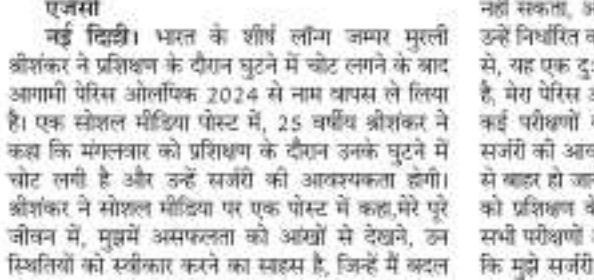 एजेंसी
नई दिल्ली। भारत के शीर्ष लॉन्ग जम्पर मुरली
श्रीशंकर ने प्रशिक्षण के दौरान घुटने में चोट लगने के बाद
आगामी पेरिस ओलंपिक 2024 से नाम वापस ले लिया
है। एक सोशल मीडिया पोस्ट में, 25 वर्षीय श्रीशंकर ने
कहा कि मंगलवार को प्रशिक्षण के दौरान उनके घुटने में
चोट लगी है और उन्हें सर्जरी की आवश्यकता होगी।
श्रीशंकर ने सोशल मीडिया पर एक पोस्ट में कहा,मेरे पूरे
जीवन में, मुझमें असफलता को आंखों से देखाने, उन
स्थितियों को स्वीकार करने का साहस है, जिन्हें मैं बदल
नहीं सकता,
उन्हें निर्धारित
से, यह एक
है, मेरा पेरिस
कई परीक्षणों
सर्जरी को
से बाहर हो
को प्रशिक्षण
सभी परीक्षणों
कि मुझे सर्जरी